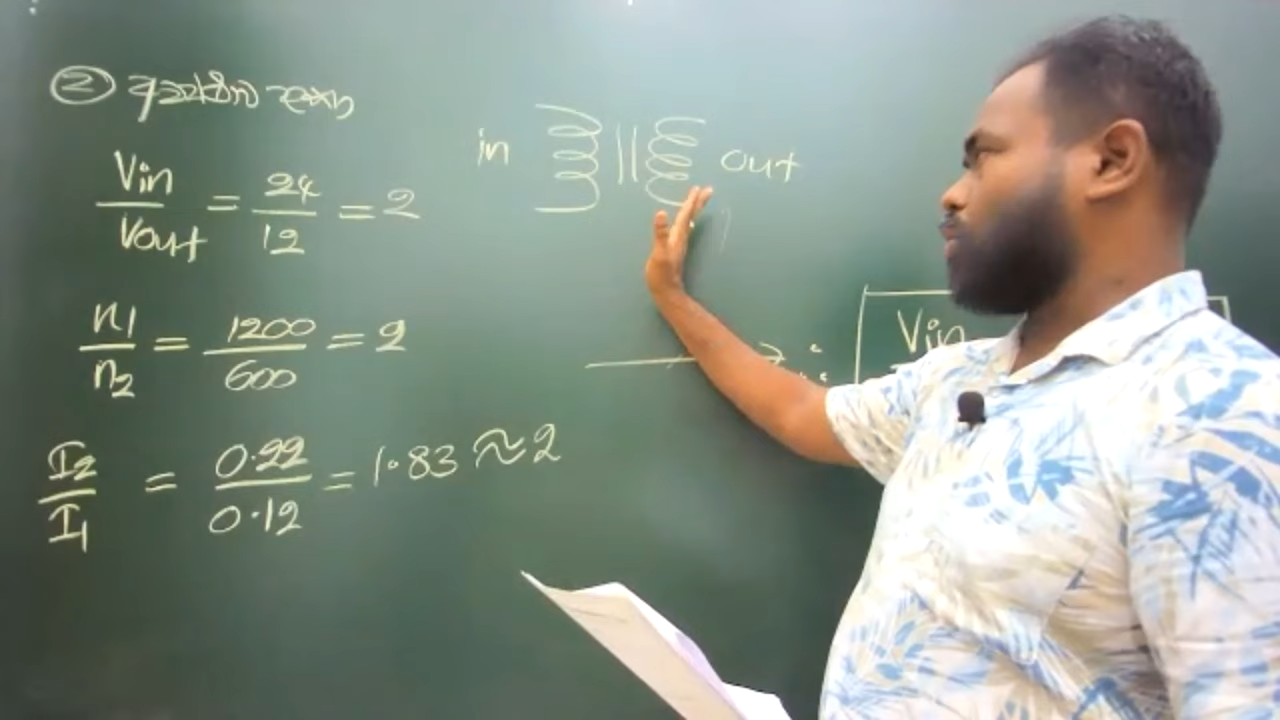 ②
Vin/Vout = 24/12 = 2
n1/n2 = 1200/600 = 2
I2/I1 = 0.22/0.12 = 1.83 ≈ 2
in out
Vin